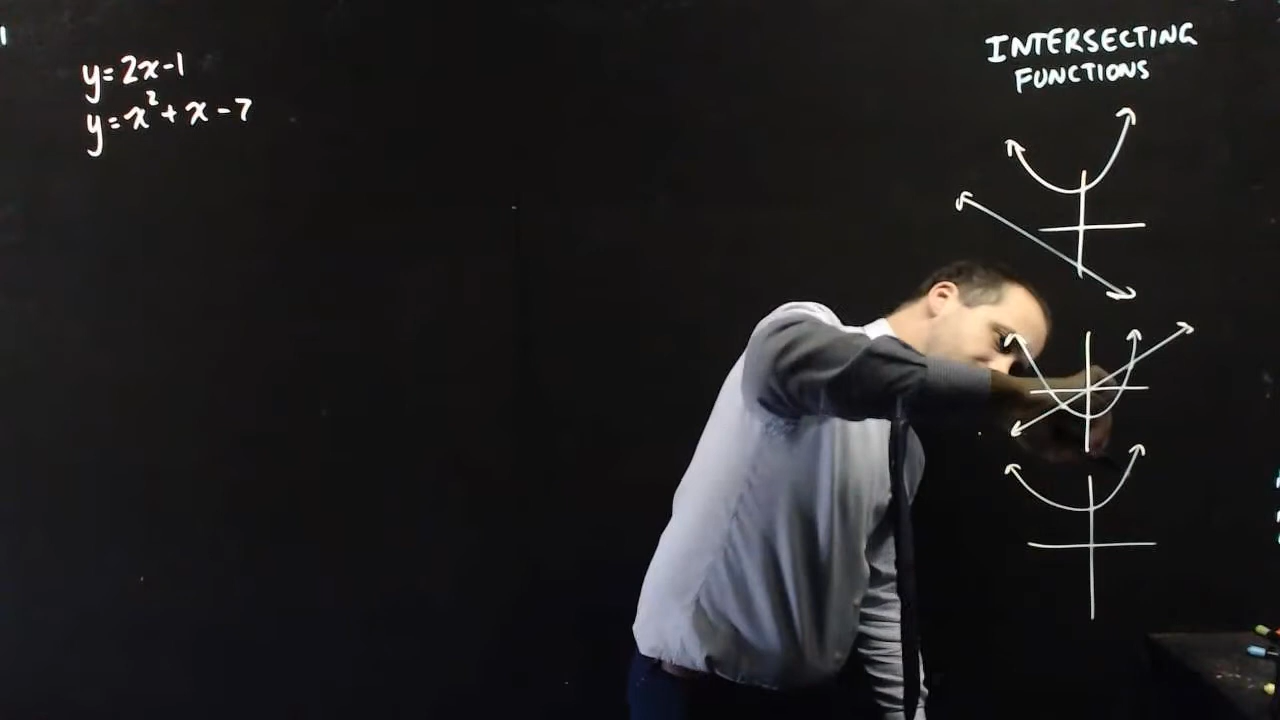 y=2x-1
y=x²+x-7
INTERSECTING
FUNCTIONS